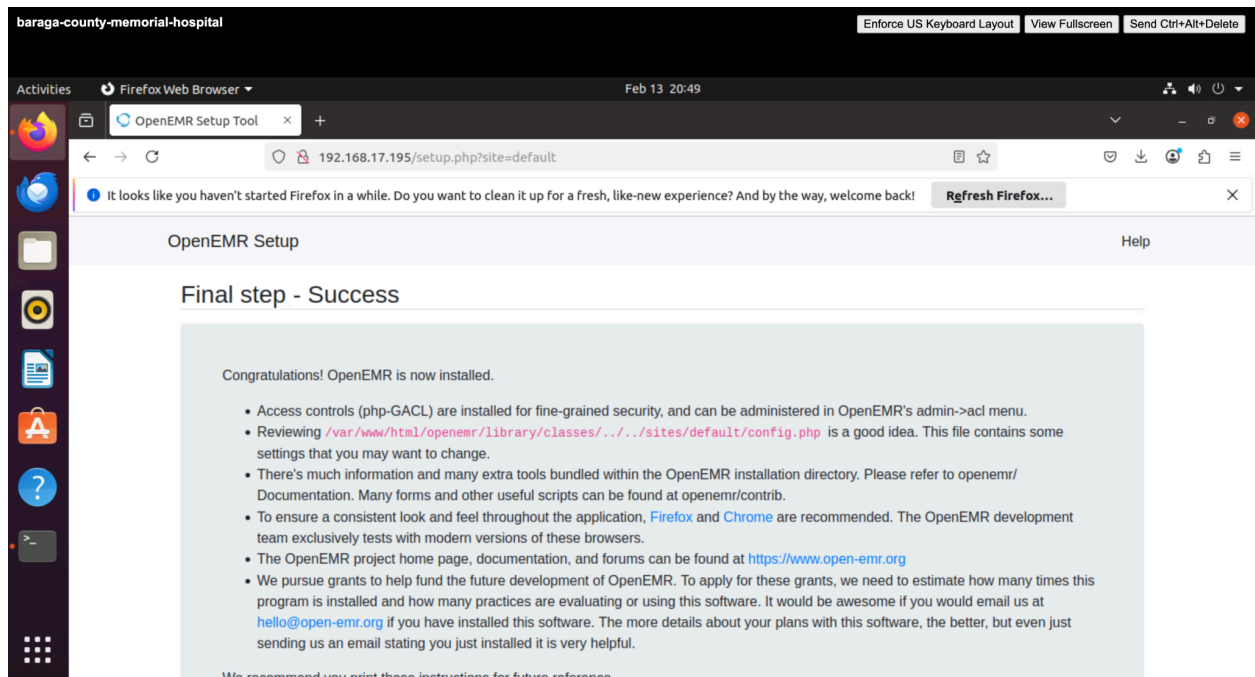 baraga-county-memorial-hospital
Enforce US Keyboard Layout View Fullscreen Send Ctrl+Alt+Delete
Activities Firefox Web Browser Feb 13 20:49
OpenEMR Setup Tool
192.168.17.195/setup.php?site=default
It looks like you haven't started Firefox in a while. Do you want to clean it up for a fresh, like-new experience? And by the way, welcome back! Refresh Firefox...
OpenEMR Setup Help
Final step - Success
Congratulations! OpenEMR is now installed.
• Access controls (php-GACL) are installed for fine-grained security, and can be administered in OpenEMR's admin->acl menu.
• Reviewing /var/www/html/openemr/library/classes/../../sites/default/config.php is a good idea. This file contains some
settings that you may want to change.
• There's much information and many extra tools bundled within the OpenEMR installation directory. Please refer to openemr/
Documentation. Many forms and other useful scripts can be found at openemr/contrib.
• To ensure a consistent look and feel throughout the application, Firefox and Chrome are recommended. The OpenEMR development
team exclusively tests with modern versions of these browsers.
• The OpenEMR project home page, documentation, and forums can be found at https://www.open-emr.org
• We pursue grants to help fund the future development of OpenEMR. To apply for these grants, we need to estimate how many times this
program is installed and how many practices are evaluating or using this software. It would be awesome if you would email us at
hello@open-emr.org if you have installed this software. The more details about your plans with this software, the better, but even just
sending us an email stating you just installed it is very helpful.
We recommend you print these instructions for future reference.